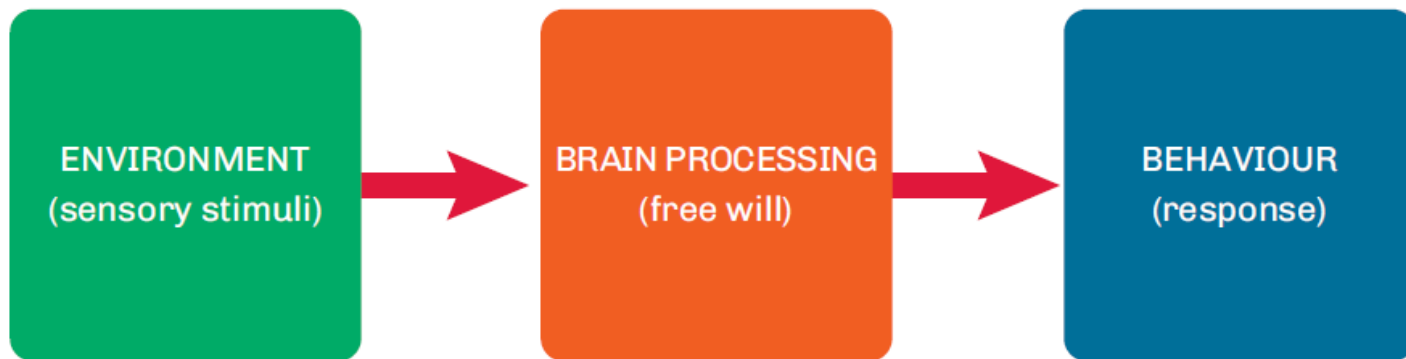 ENVIRONMENT
(sensory stimuli)
BRAIN PROCESSING
(free will)
BEHAVIOUR
(response)